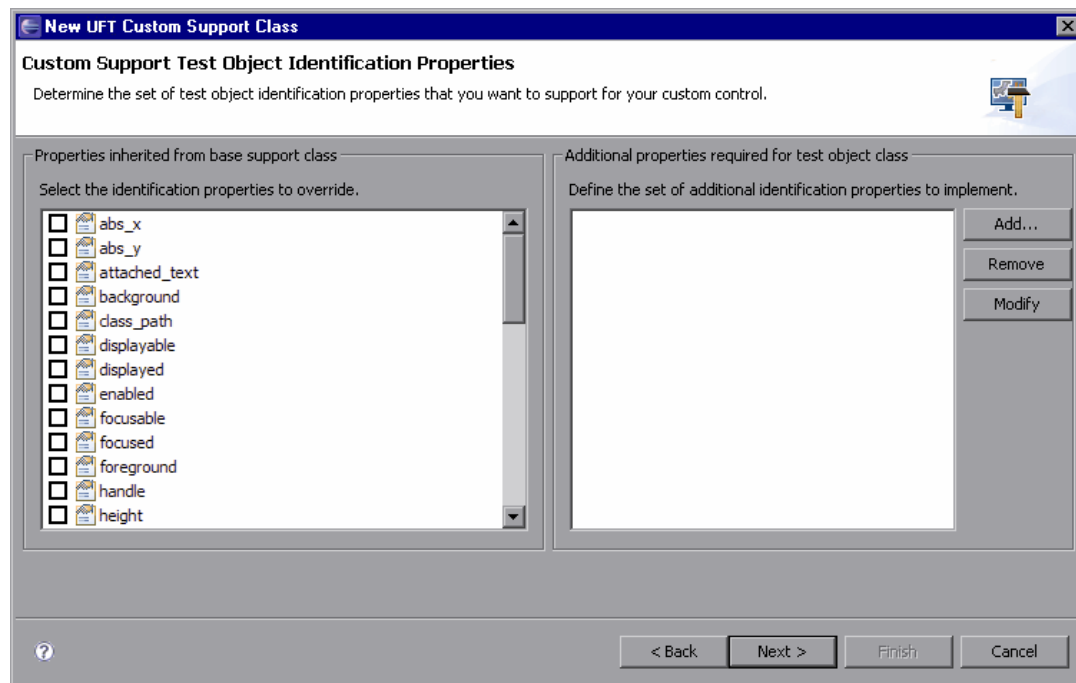 New UFT Custom Support Class
Custom Support Test Object Identification Properties
Determine the set of test object identification properties that you want to support for your custom control.
Properties inherited from base support class
Select the identification properties to override.
abs_x
abs_y
attached_text
background
class_path
displayable
displayed
enabled
focusable
focused
foreground
handle
height
Additional properties required for test object class
Define the set of additional identification properties to implement.
Add...
Remove
Modify
?
< Back
Next >
Finish
Cancel